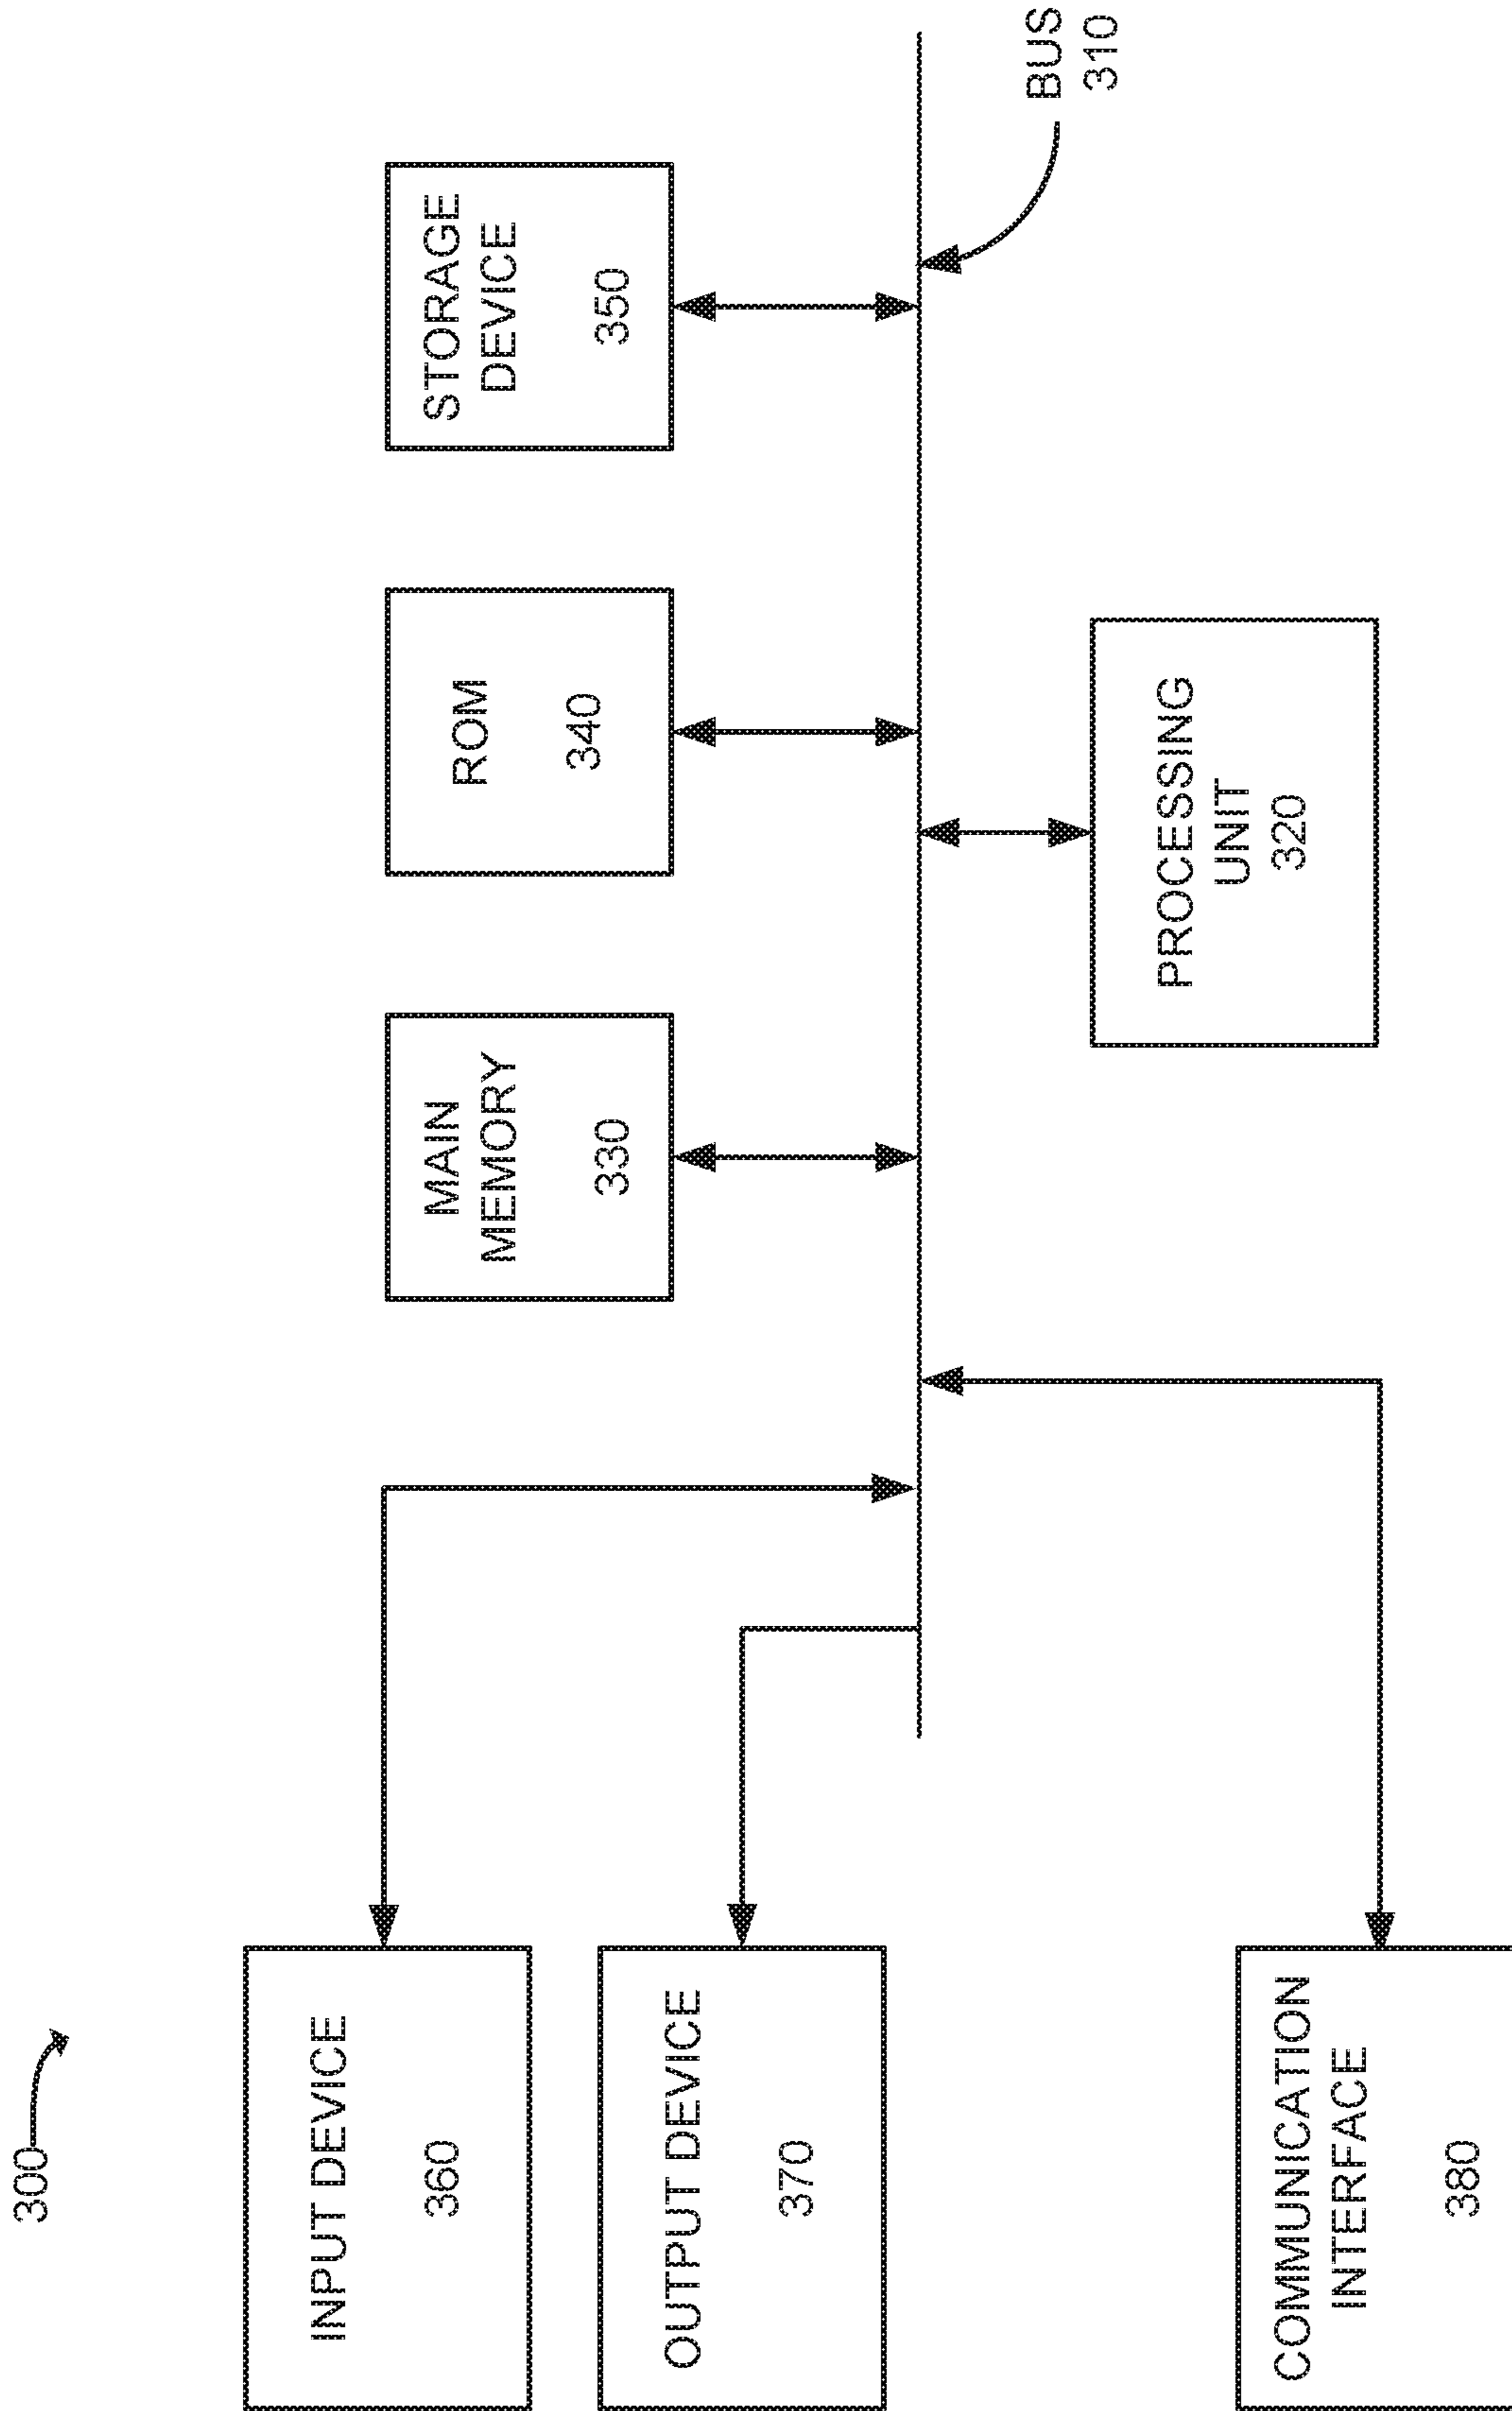 300
MAIN
MEMORY
330
ROM
340
STORAGE
DEVICE
350
INPUT DEVICE
360
OUTPUT DEVICE
370
BUS
310
PROCESSING
UNIT
320
COMMUNICATION
INTERFACE
380